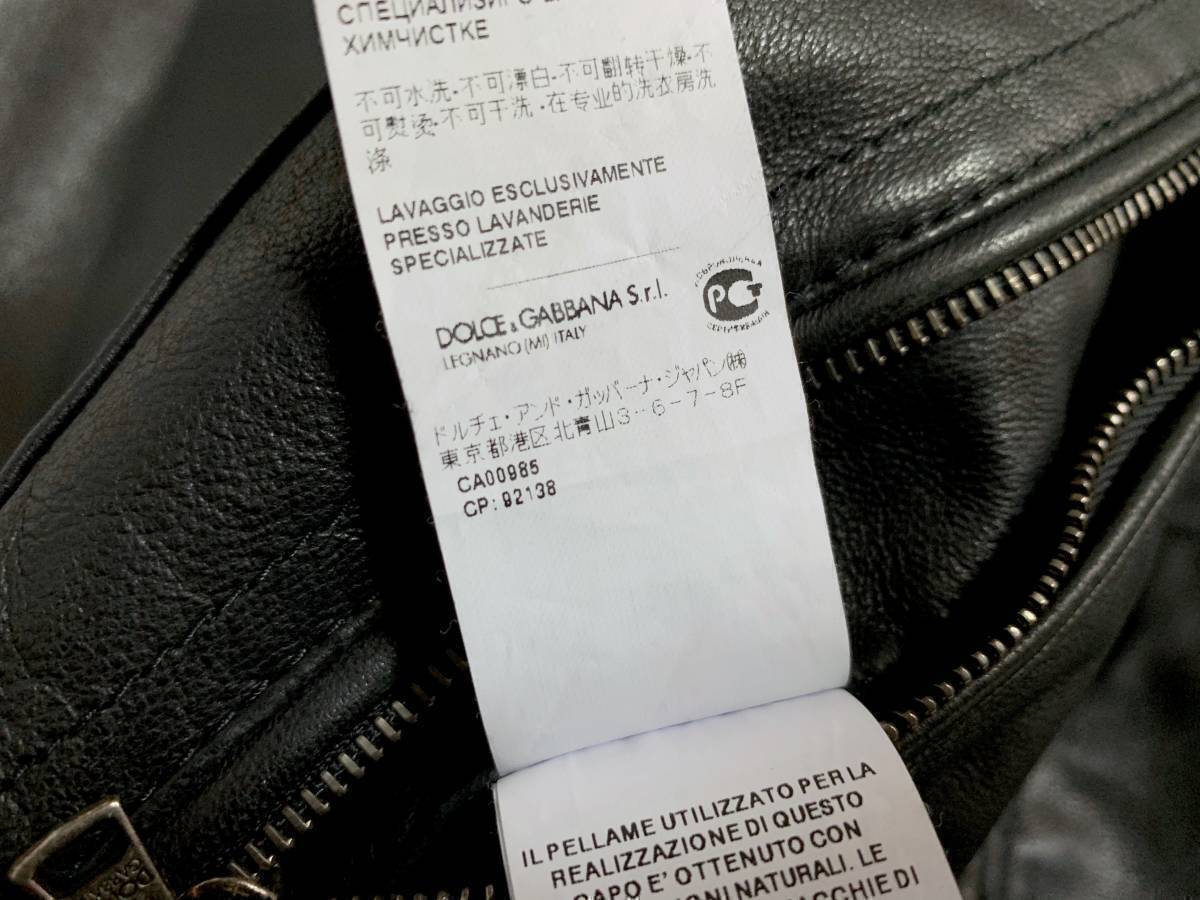 ХИМЧИСТКЕ
不可水洗·不可漂白·不可翻转干燥·不
可熨烫·不可干洗·在专业的洗衣房洗
涤
LAVAGGIO ESCLUSIVAMENTE
PRESSO LAVANDERIE
SPECIALIZZATE
DOLCE & GABBANA S.r.l.
LEGNANO (MI) ITALY
ドルチェ・アンド・ガッバーナ・ジャパン㈱
東京都港区北青山3-6-7-8F
CA00985
CP: 92138
IL PELLAME UTILIZZATO PER LA
REALIZZAZIONE DI QUESTO
CAPO E' OTTENUTO CON
NATURALI. LE
DI